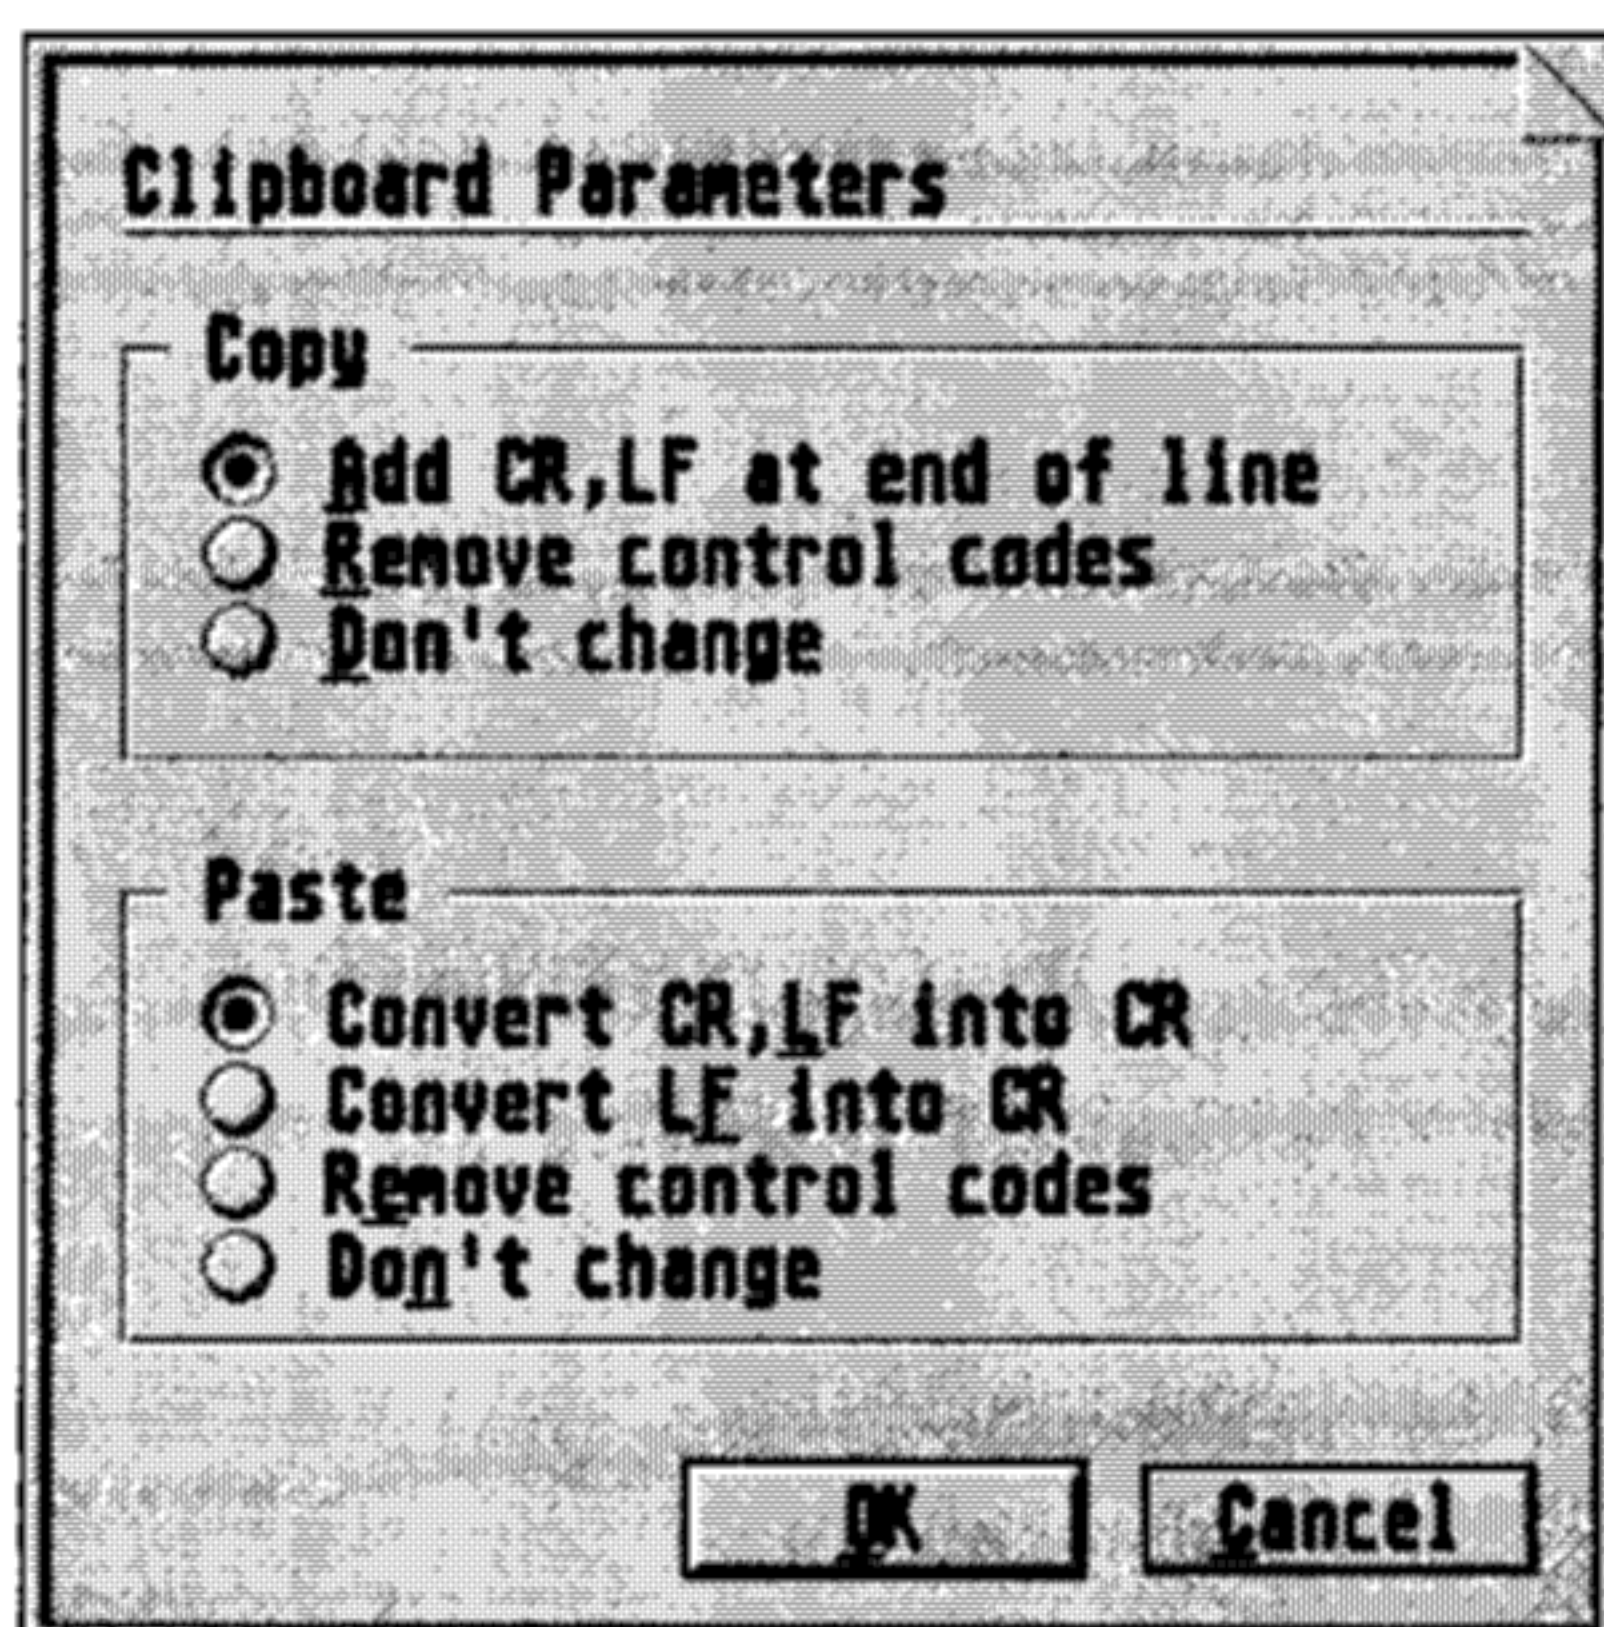 Clipboard Parameters
Copy
Add CR,LF at end of line
Remove control codes
Don't change
Paste
Convert CR,LF into CR
Convert LF into CR
Remove control codes
Don't change
OK Cancel